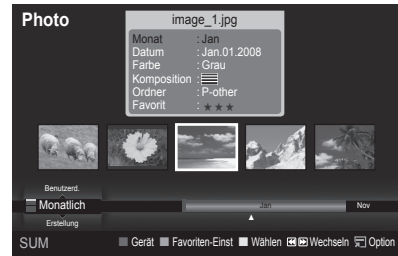 Photo
image_1.jpg
Monat : Jan
Datum : Jan.01.2008
Farbe : Grau
Komposition :
Ordner : P-other
Favorit : ★★★
Benutzerd.
Monatlich
Jan Nov
Erstellung
SUM Gerät Favoriten-Einst Wählen Wechseln Option